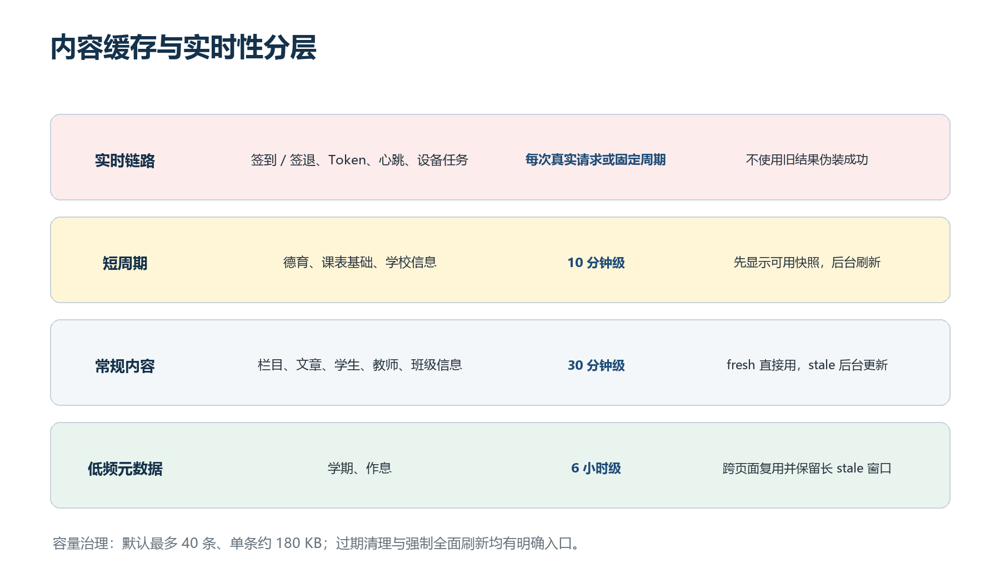 内容缓存与实时性分层
实时链路 签到 / 签退、Token、心跳、设备任务 每次真实请求或固定周期 不使用旧结果伪装成功
短周期 德育、课表基础、学校信息 10 分钟级 先显示可用快照，后台刷新
常规内容 栏目、文章、学生、教师、班级信息 30 分钟级 fresh 直接用，stale 后台更新
低频元数据 学期、作息 6 小时级 跨页面复用并保留长 stale 窗口
容量治理：默认最多 40 条、单条约 180 KB；过期清理与强制全面刷新均有明确入口。